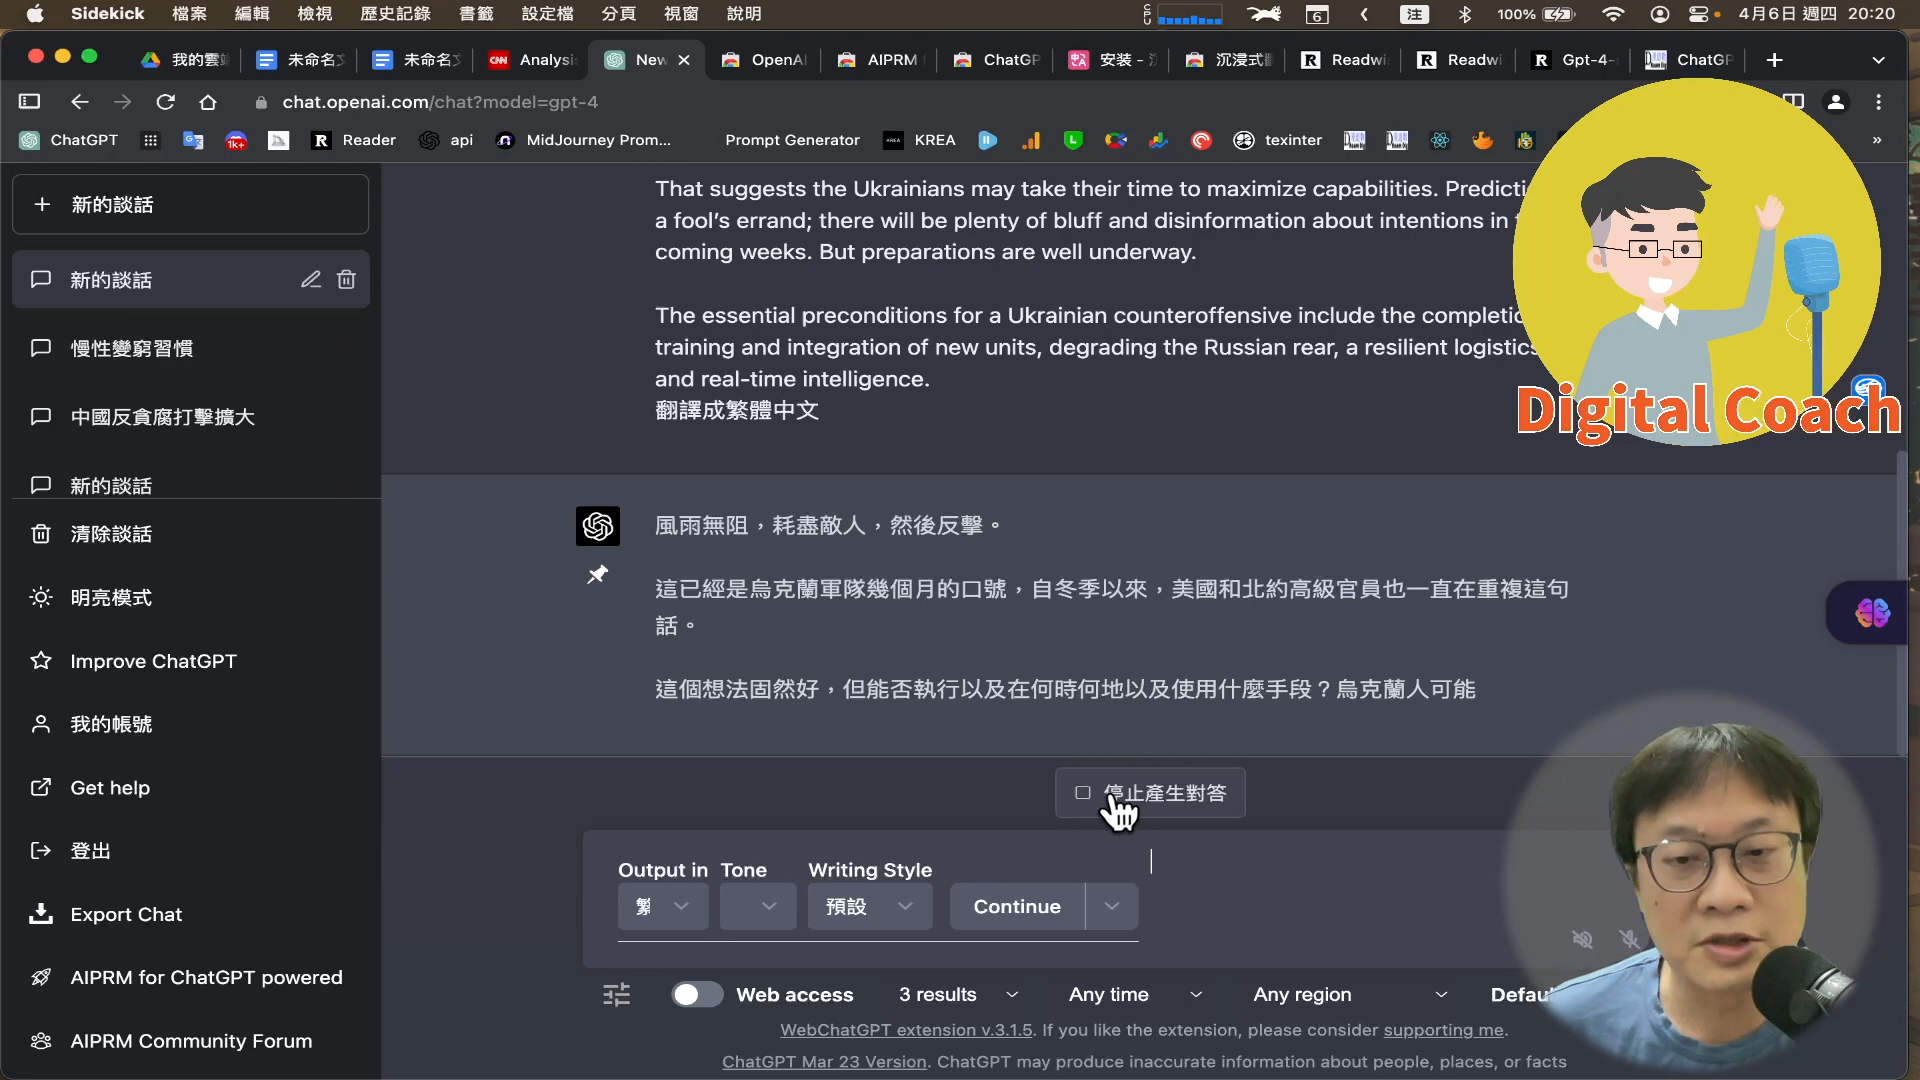 Sidekick 檔案 編輯 檢視 歷史記錄 書籤 設定檔 分頁 視窗 說明 CPU 6 注 100% 4月6日 週四 20:20
我的雲端 未命名文 未命名文 CNN Analysis New OpenAI AIPRM f ChatGP 安裝 - 沉 沉浸式翻 R Readwi R Readwi R Gpt-4- ChatGP
chat.openai.com/chat?model=gpt-4
ChatGPT 1k+ R Reader api MidJourney Prom... Prompt Generator KREA KREA texinter »
新的談話
新的談話
慢性變窮習慣
中國反貪腐打擊擴大
新的談話
清除談話
明亮模式
Improve ChatGPT
我的帳號
Get help
登出
Export Chat
AIPRM for ChatGPT powered
AIPRM Community Forum
That suggests the Ukrainians may take their time to maximize capabilities. Predicti
a fool’s errand; there will be plenty of bluff and disinformation about intentions in t
coming weeks. But preparations are well underway.
The essential preconditions for a Ukrainian counteroffensive include the completio
training and integration of new units, degrading the Russian rear, a resilient logistics
and real-time intelligence.
翻譯成繁體中文
Digital Coach
風雨無阻，耗盡敵人，然後反擊。
這已經是烏克蘭軍隊幾個月的口號，自冬季以來，美國和北約高級官員也一直在重複這句
話。
這個想法固然好，但能否執行以及在何時何地以及使用什麼手段？烏克蘭人可能
停止產生對答
Output in Tone Writing Style
繁 預設 Continue
Web access 3 results Any time Any region Defau
WebChatGPT extension v.3.1.5. If you like the extension, please consider supporting me.
ChatGPT Mar 23 Version. ChatGPT may produce inaccurate information about people, places, or facts